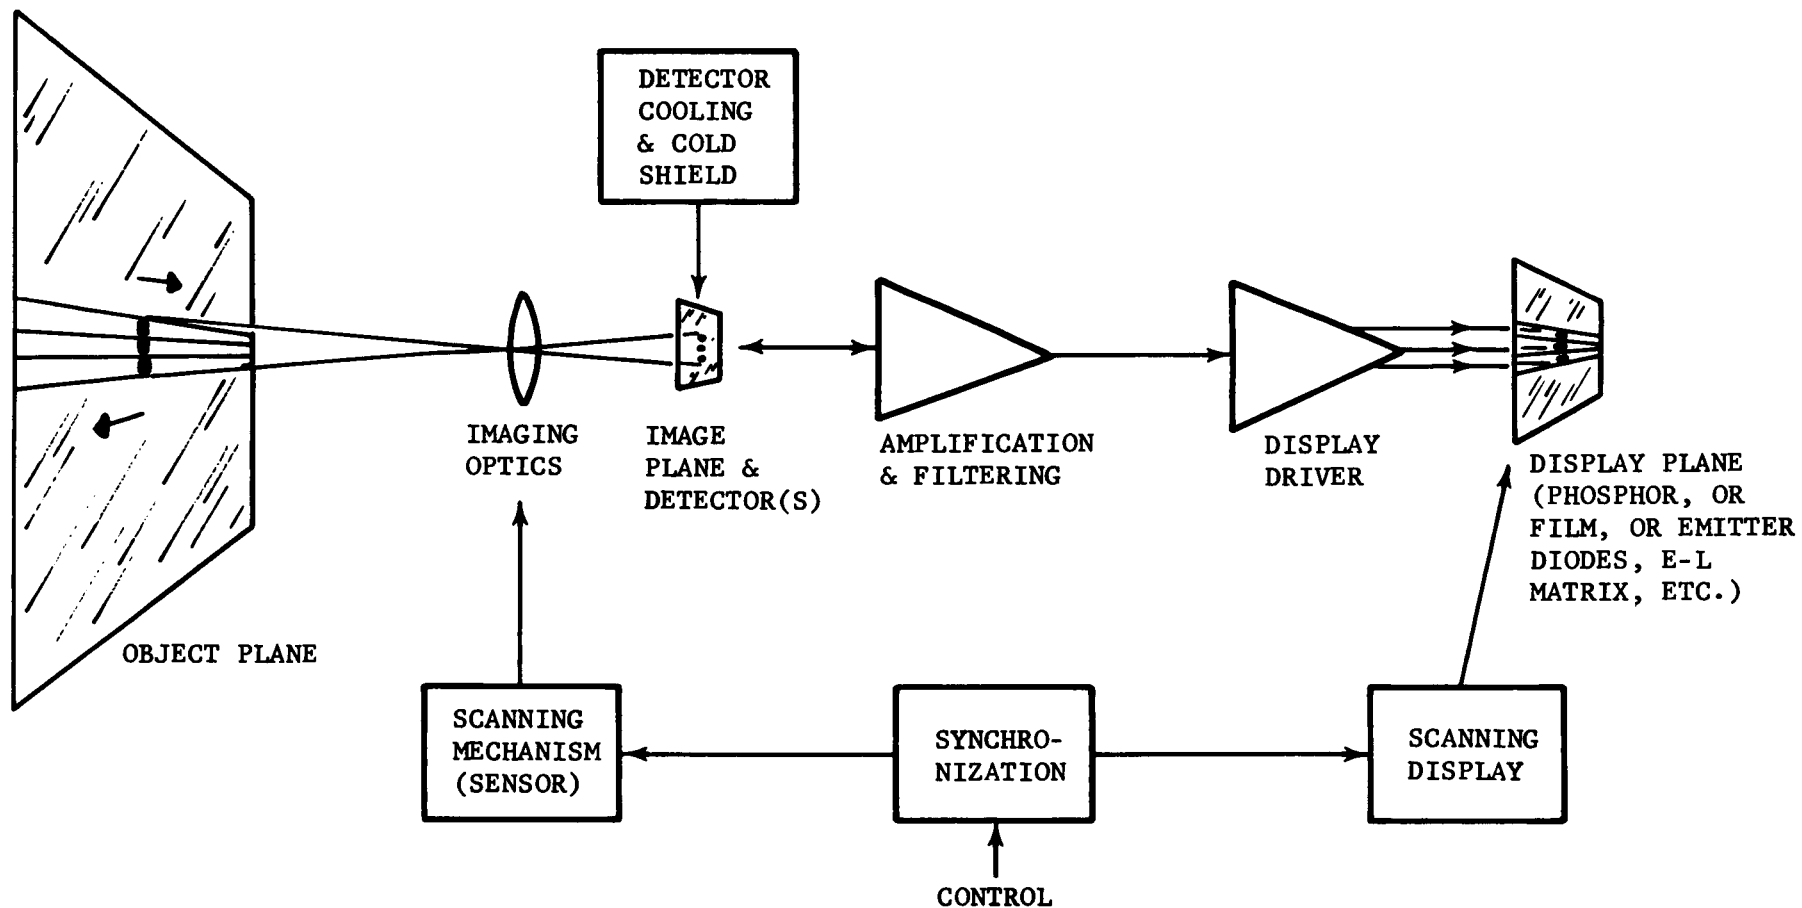 DETECTOR
COOLING
& COLD
SHIELD
IMAGING
OPTICS
IMAGE
PLANE &
DETECTOR(S)
AMPLIFICATION
& FILTERING
DISPLAY
DRIVER
DISPLAY PLANE
(PHOSPHOR, OR
FILM, OR EMITTER
DIODES, E-L
MATRIX, ETC.)
OBJECT PLANE
SCANNING
MECHANISM
(SENSOR)
SYNCHRO-
NIZATION
SCANNING
DISPLAY
CONTROL